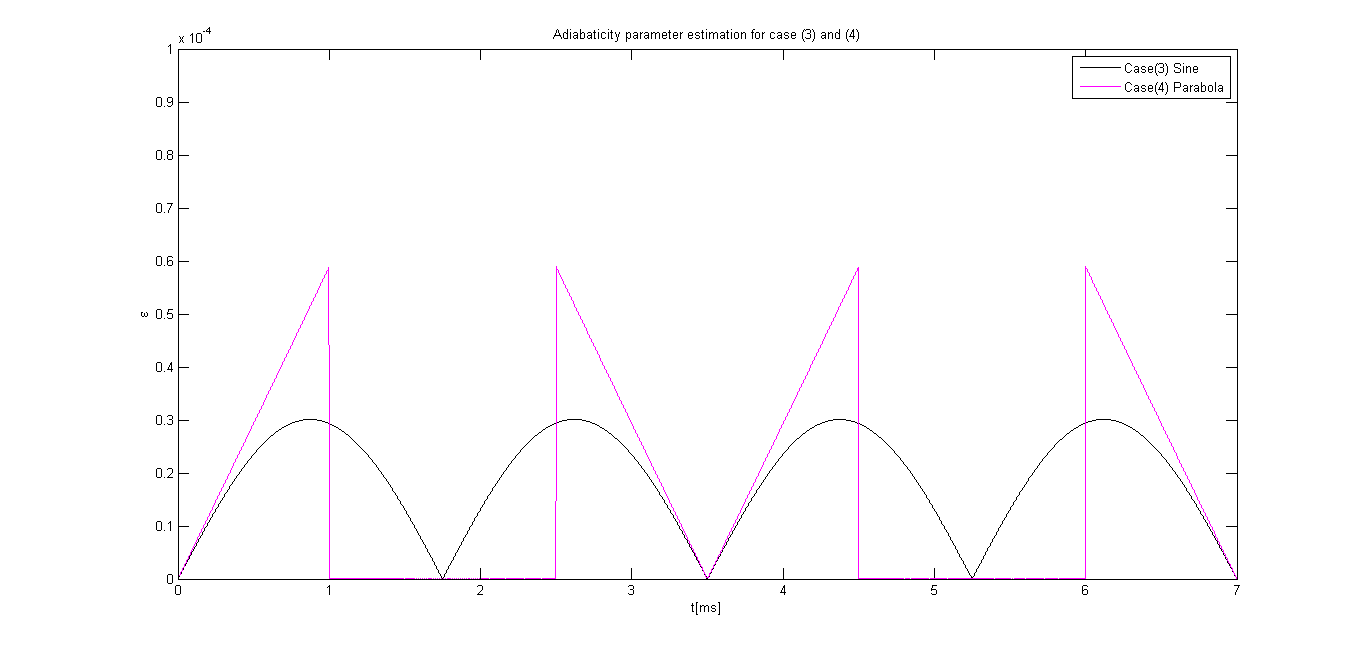 Adiabaticity parameter estimation for case (3) and (4)
x 10^-4
Case(3) Sine
Case(4) Parabola
1
0.9
0.8
0.7
0.6
0.5
0.4
0.3
0.2
0.1
0
ε
0 1 2 3 4 5 6 7
t[ms]